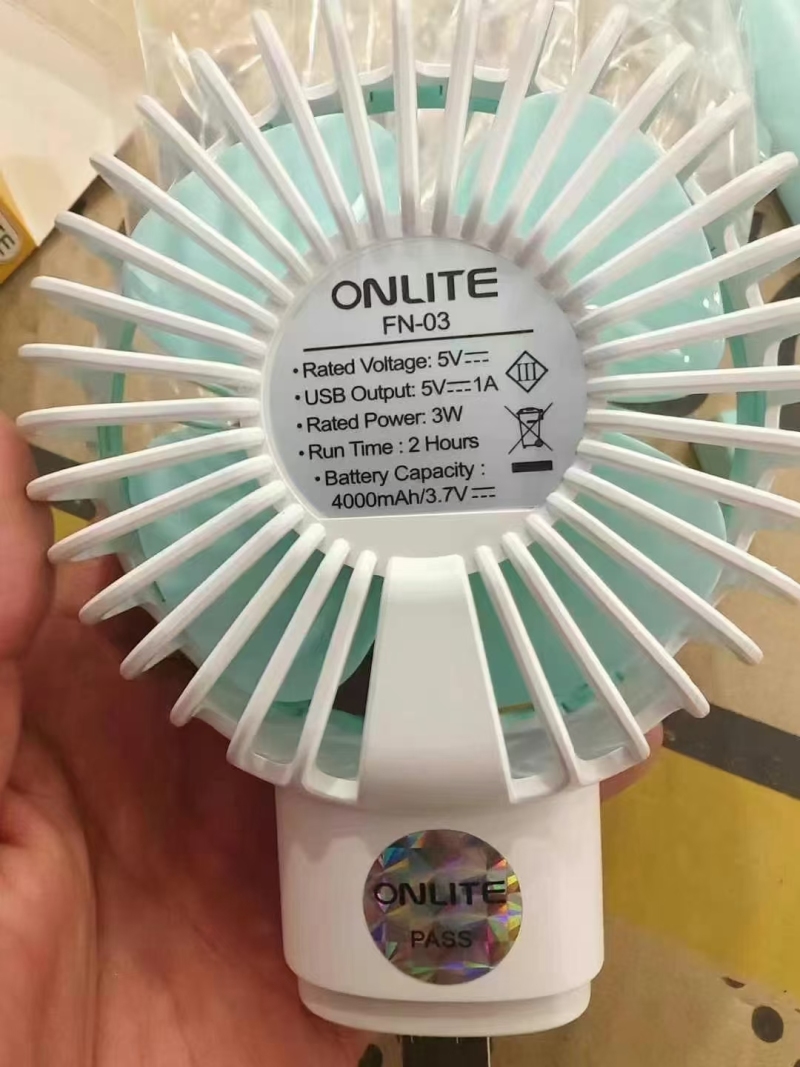 ONLITE
FN-03
• Rated Voltage: 5V⎓
• USB Output: 5V⎓1A
• Rated Power: 3W
• Run Time : 2 Hours
• Battery Capacity :
4000mAh/3.7V⎓
III
ONLITE
PASS